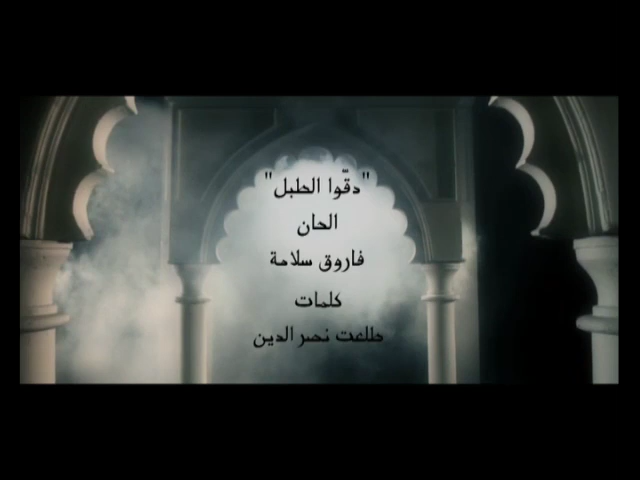 "دقّوا الطبل"
الحان
فاروق سلامة
كلمات
طلعت نصر الدين